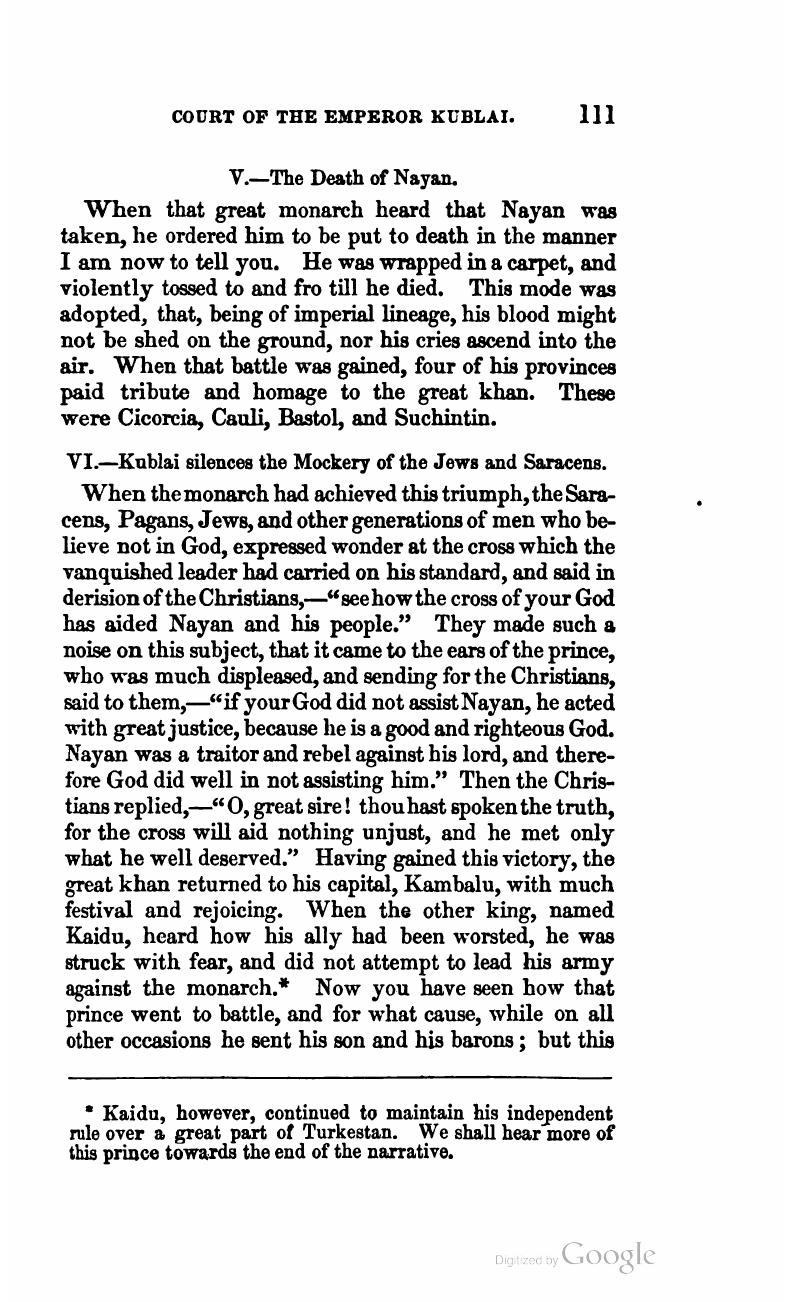 COURT OF THE EMPEROR KUBLAI. 111
V.—The Death of Nayan.
When that great monarch heard that Nayan was
taken, he ordered him to be put to death in the manner
I am now to tell you. He was wrapped in a carpet, and
violently tossed to and fro till he died. This mode was
adopted, that, being of imperial lineage, his blood might
not be shed on the ground, nor his cries ascend into the
air. When that battle was gained, four of his provinces
paid tribute and homage to the great khan. These
were Cicorcia, Cauli, Bastol, and Suchintin.
VI.—Kublai silences the Mockery of the Jews and Saracens.
When the monarch had achieved this triumph, the Sara-
cens, Pagans, Jews, and other generations of men who be-
lieve not in God, expressed wonder at the cross which the
vanquished leader had carried on his standard, and said in
derision of the Christians,—“see how the cross of your God
has aided Nayan and his people.” They made such a
noise on this subject, that it came to the ears of the prince,
who was much displeased, and sending for the Christians,
said to them,—“if your God did not assist Nayan, he acted
with great justice, because he is a good and righteous God.
Nayan was a traitor and rebel against his lord, and there-
fore God did well in not assisting him.” Then the Chris-
tians replied,—“O, great sire! thou hast spoken the truth,
for the cross will aid nothing unjust, and he met only
what he well deserved.” Having gained this victory, the
great khan returned to his capital, Kambalu, with much
festival and rejoicing. When the other king, named
Kaidu, heard how his ally had been worsted, he was
struck with fear, and did not attempt to lead his army
against the monarch.* Now you have seen how that
prince went to battle, and for what cause, while on all
other occasions he sent his son and his barons; but this
* Kaidu, however, continued to maintain his independent
rule over a great part of Turkestan. We shall hear more of
this prince towards the end of the narrative.
Digitized by Google